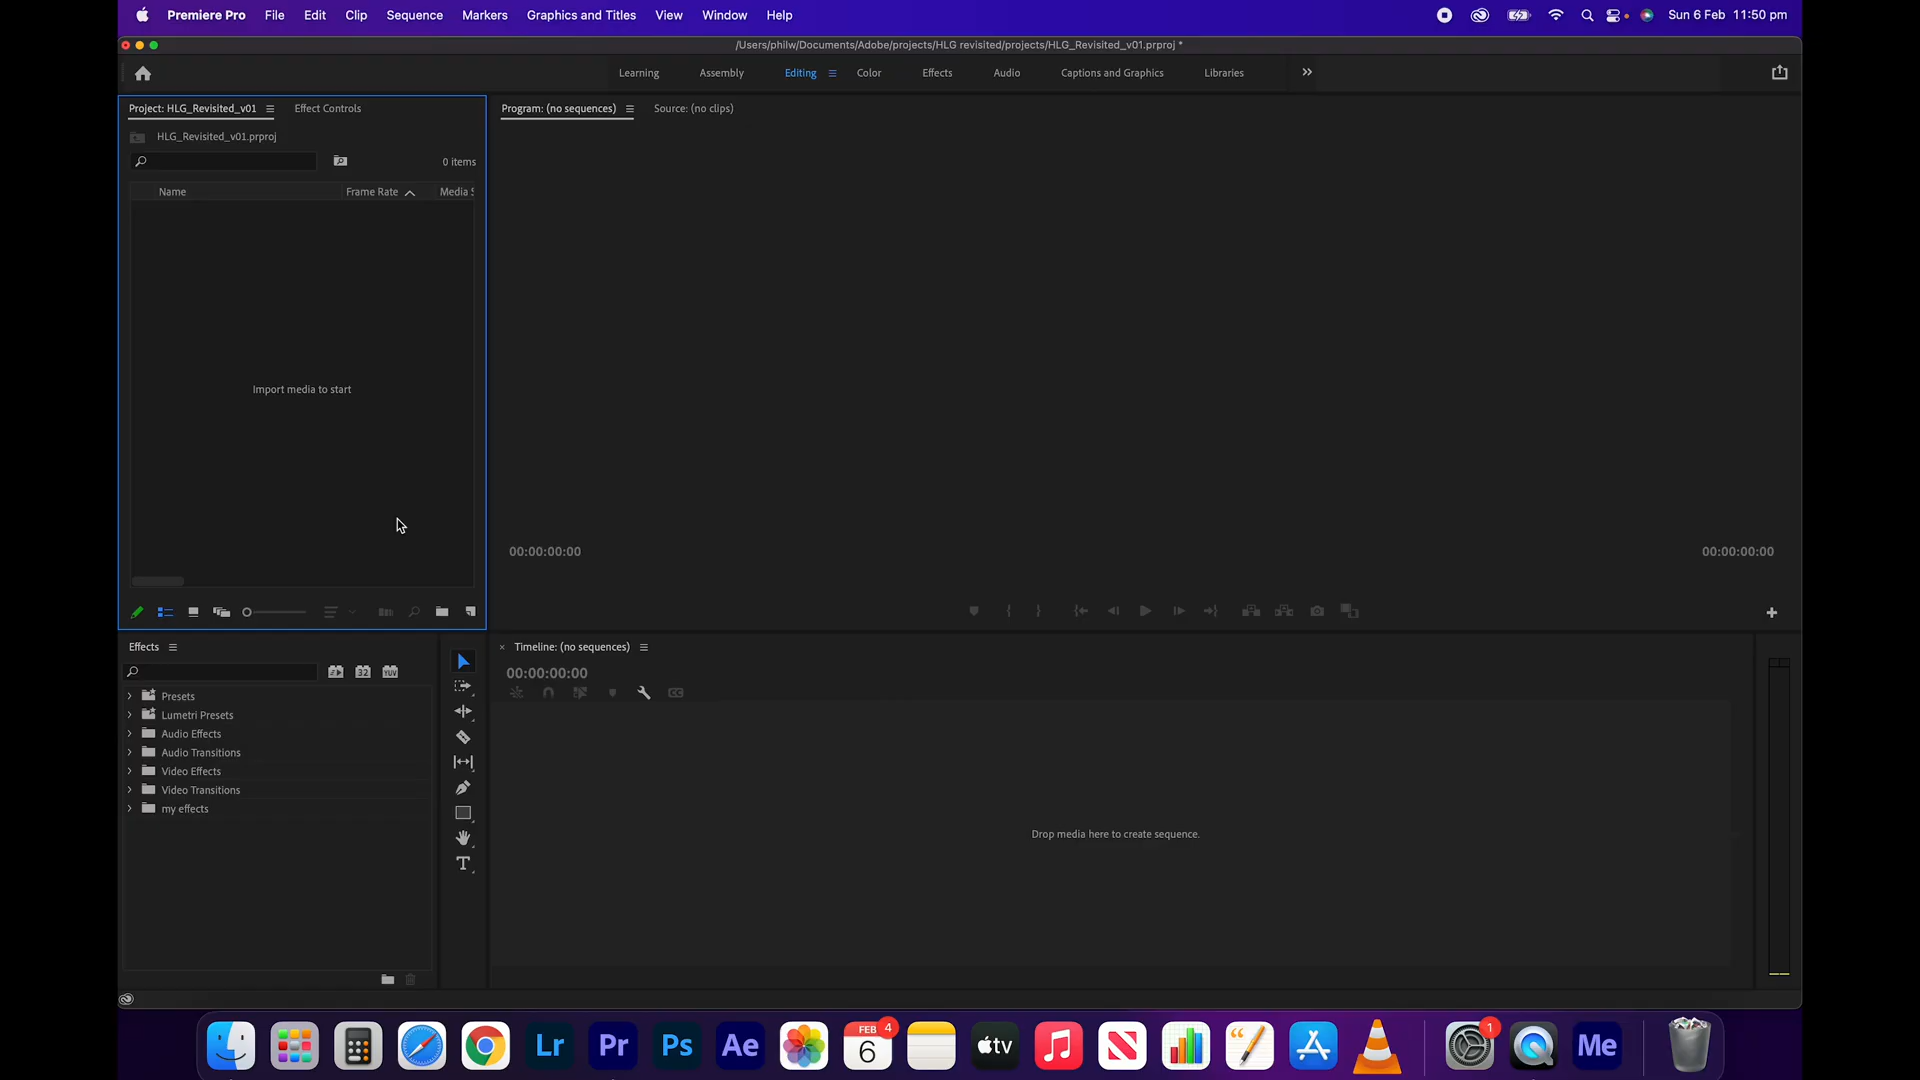 Premiere Pro File Edit Clip Sequence Markers Graphics and Titles View Window Help Sun 6 Feb 11:50 pm
/Users/philw/Documents/Adobe/projects/HLG revisited/projects/HLG_Revisited_v01.prproj *
Learning Assembly Editing Color Effects Audio Captions and Graphics Libraries
Project: HLG_Revisited_v01 Effect Controls Program: (no sequences) Source: (no clips)
HLG_Revisited_v01.prproj
0 items
Name Frame Rate Media S
Import media to start
00:00:00:00 00:00:00:00
Effects Timeline: (no sequences)
32 YUV 00:00:00:00
CC
Presets
Lumetri Presets
Audio Effects
Audio Transitions
Video Effects
Video Transitions
my effects
Drop media here to create sequence.
T
Lr Pr Ps Ae FEB 4 6 tv 1 Me